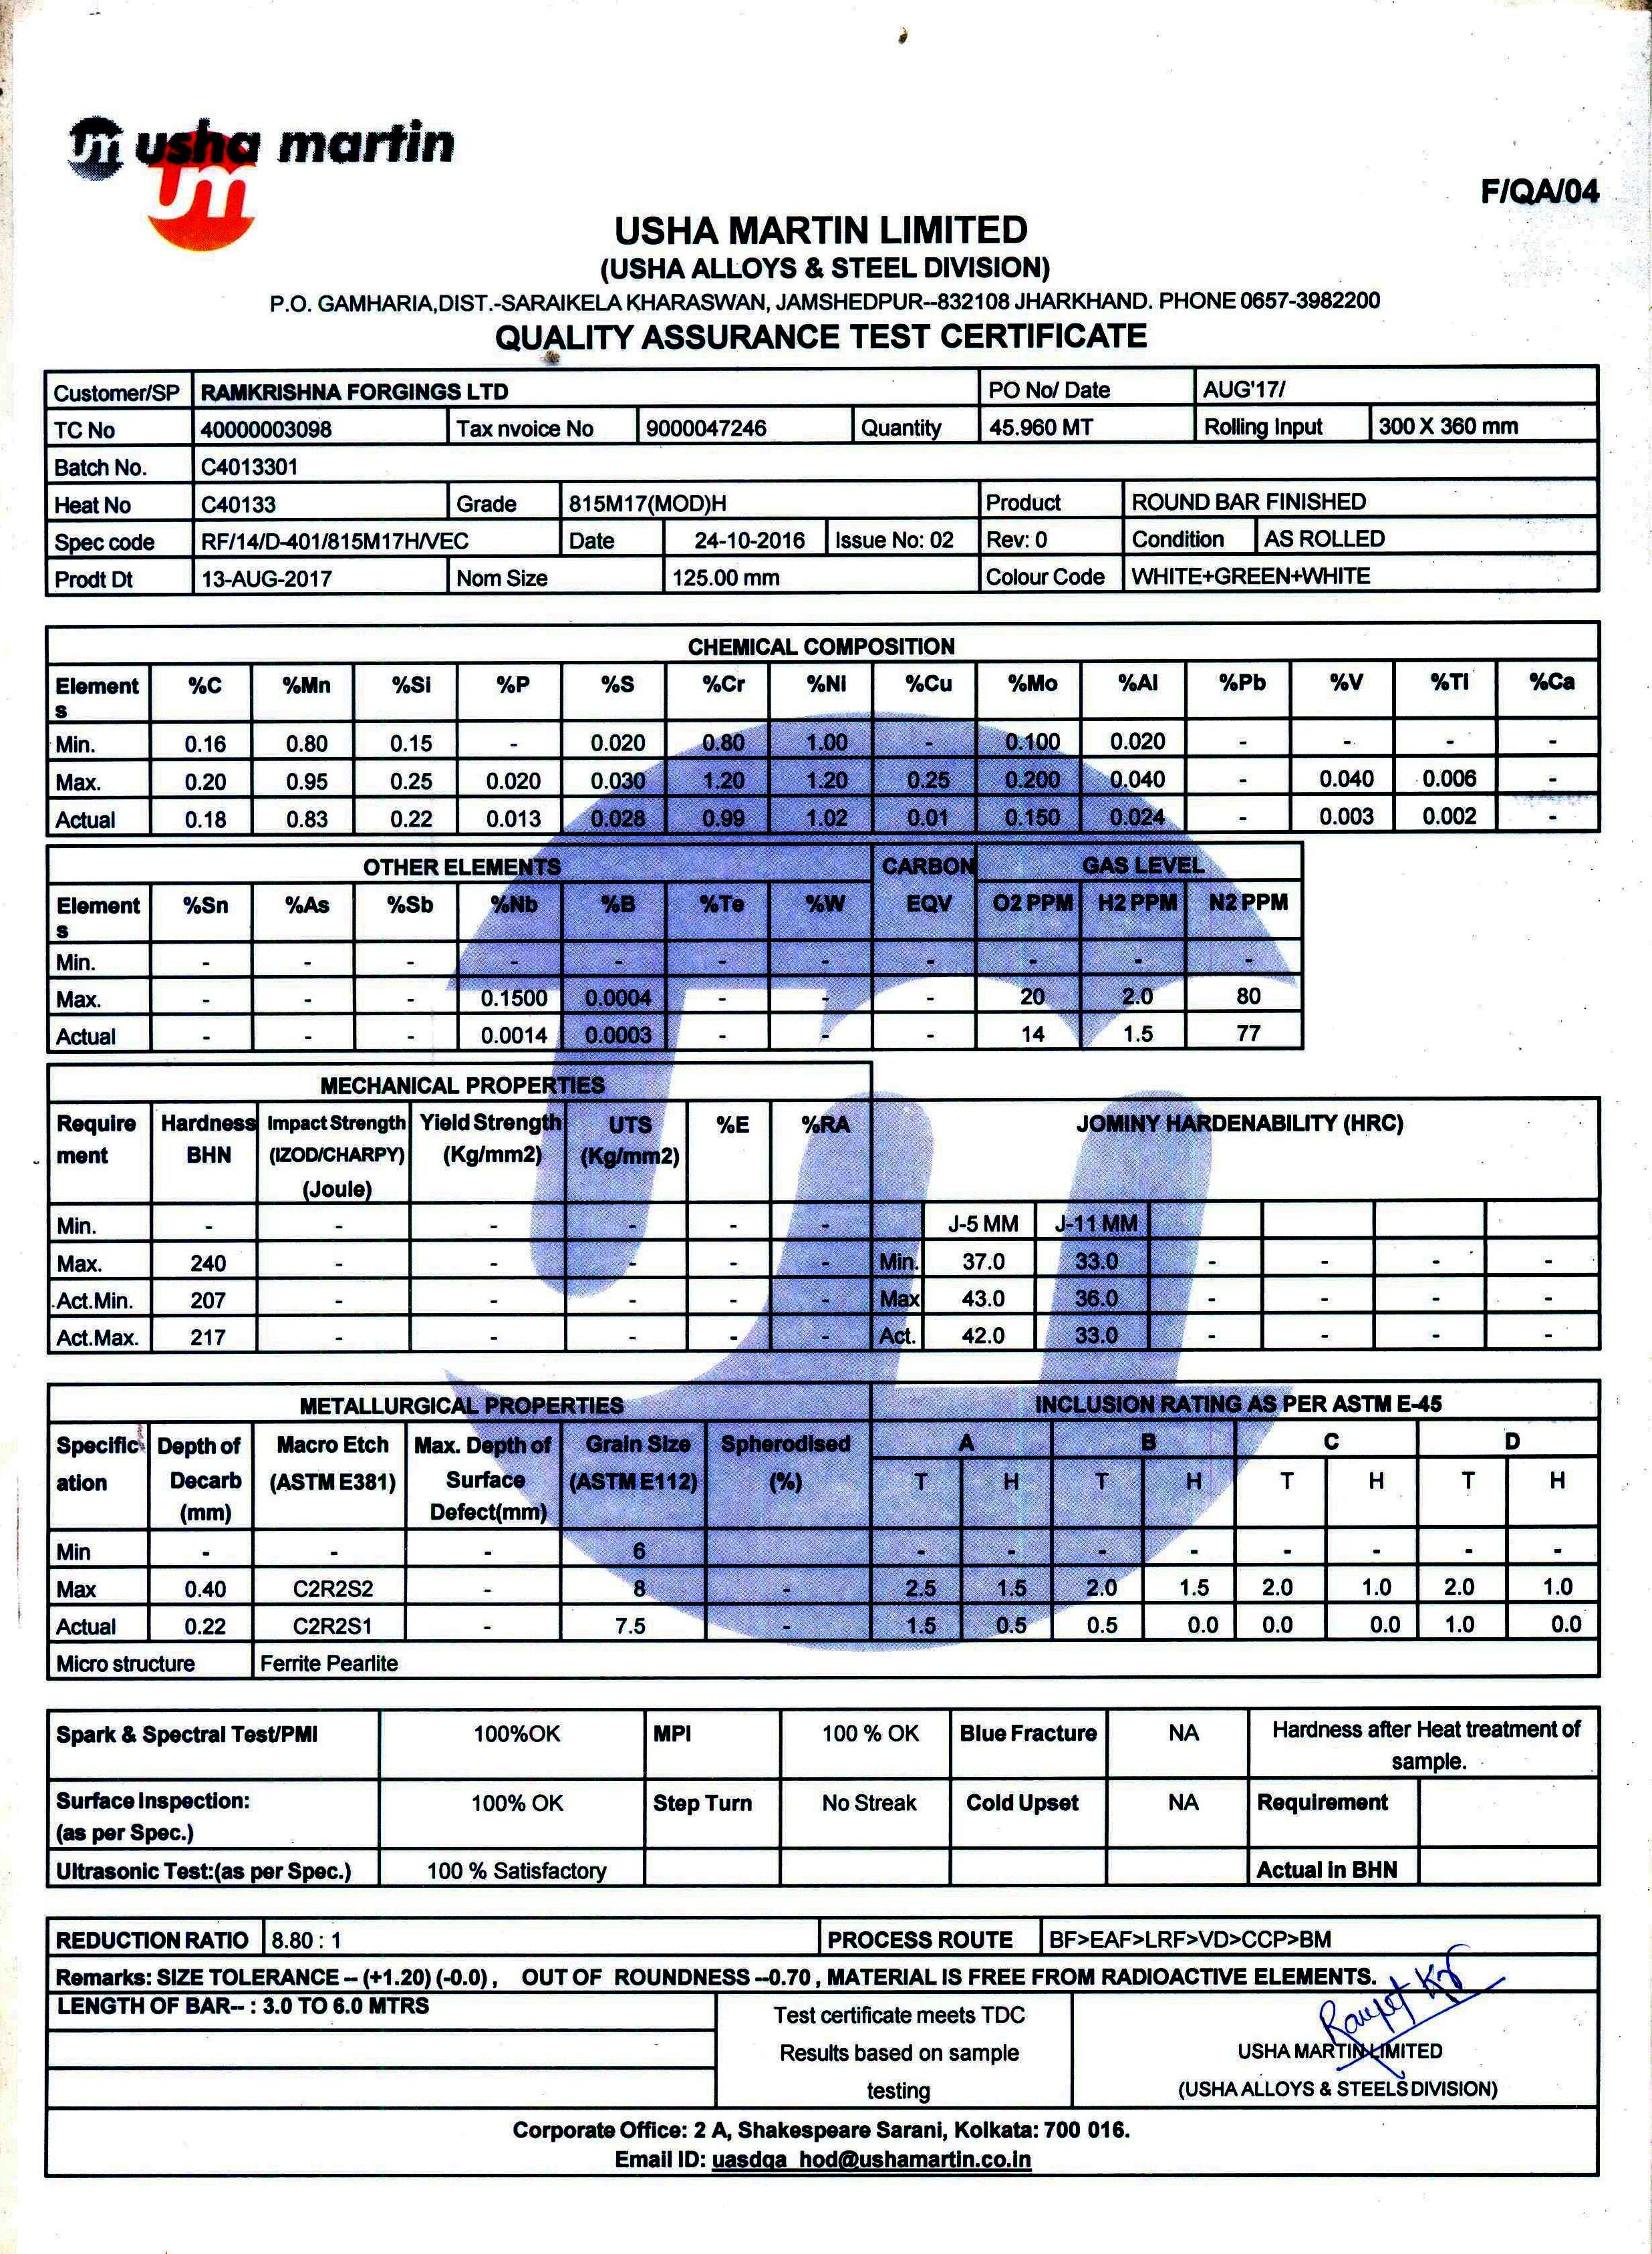 usha martin
F/QA/04
USHA MARTIN LIMITED
(USHA ALLOYS & STEEL DIVISION)
P.O. GAMHARIA,DIST.-SARAIKELA KHARASWAN, JAMSHEDPUR--832108 JHARKHAND. PHONE 0657-3982200
QUALITY ASSURANCE TEST CERTIFICATE
Customer/SP RAMKRISHNA FORGINGS LTD PO No/ Date AUG'17/
TC No 40000003098 Tax nvoice No 9000047246 Quantity 45.960 MT Rolling Input 300 X 360 mm
Batch No. C4013301
Heat No C40133 Grade 815M17(MOD)H Product ROUND BAR FINISHED
Spec code RF/14/D-401/815M17H/VEC Date 24-10-2016 Issue No: 02 Rev: 0 Condition AS ROLLED
Prodt Dt 13-AUG-2017 Nom Size 125.00 mm Colour Code WHITE+GREEN+WHITE
CHEMICAL COMPOSITION
Element %C %Mn %Si %P %S %Cr %Ni %Cu %Mo %Al %Pb %V %Ti %Ca
s
Min. 0.16 0.80 0.15 - 0.020 0.80 1.00 - 0.100 0.020 - - - -
Max. 0.20 0.95 0.25 0.020 0.030 1.20 1.20 0.25 0.200 0.040 - 0.040 0.006 -
Actual 0.18 0.83 0.22 0.013 0.028 0.99 1.02 0.01 0.150 0.024 - 0.003 0.002 -
OTHER ELEMENTS CARBON GAS LEVEL
Element %Sn %As %Sb %Nb %B %Te %W EQV O2 PPM H2 PPM N2 PPM
s
Min. - - - - - - - - - - -
Max. - - - 0.1500 0.0004 - - - 20 2.0 80
Actual - - - 0.0014 0.0003 - - - 14 1.5 77
MECHANICAL PROPERTIES
Require Hardness Impact Strength Yield Strength UTS %E %RA JOMINY HARDENABILITY (HRC)
ment BHN (IZOD/CHARPY) (Kg/mm2) (Kg/mm2)
(Joule)
Min. - - - - - - J-5 MM J-11 MM
Max. 240 - - - - - Min. 37.0 33.0 - - - -
Act.Min. 207 - - - - - Max 43.0 36.0 - - - -
Act.Max. 217 - - - - - Act. 42.0 33.0 - - - -
METALLURGICAL PROPERTIES INCLUSION RATING AS PER ASTM E-45
Specific Depth of Macro Etch Max. Depth of Grain Size Spherodised A B C D
ation Decarb (ASTM E381) Surface (ASTM E112) (%) T H T H T H T H
(mm) Defect(mm)
Min - - - 6 - - - - - - - -
Max 0.40 C2R2S2 - 8 - 2.5 1.5 2.0 1.5 2.0 1.0 2.0 1.0
Actual 0.22 C2R2S1 - 7.5 - 1.5 0.5 0.5 0.0 0.0 0.0 1.0 0.0
Micro structure Ferrite Pearlite
Spark & Spectral Test/PMI 100%OK MPI 100 % OK Blue Fracture NA Hardness after Heat treatment of
sample.
Surface Inspection: 100% OK Step Turn No Streak Cold Upset NA Requirement
(as per Spec.)
Ultrasonic Test:(as per Spec.) 100 % Satisfactory Actual in BHN
REDUCTION RATIO 8.80 : 1 PROCESS ROUTE BF>EAF>LRF>VD>CCP>BM
Remarks: SIZE TOLERANCE -- (+1.20) (-0.0) , OUT OF ROUNDNESS --0.70 , MATERIAL IS FREE FROM RADIOACTIVE ELEMENTS.
LENGTH OF BAR-- : 3.0 TO 6.0 MTRS
Test certificate meets TDC
Results based on sample
testing
USHA MARTIN LIMITED
(USHA ALLOYS & STEELS DIVISION)
Corporate Office: 2 A, Shakespeare Sarani, Kolkata: 700 016.
Email ID: uasdqa_hod@ushamartin.co.in